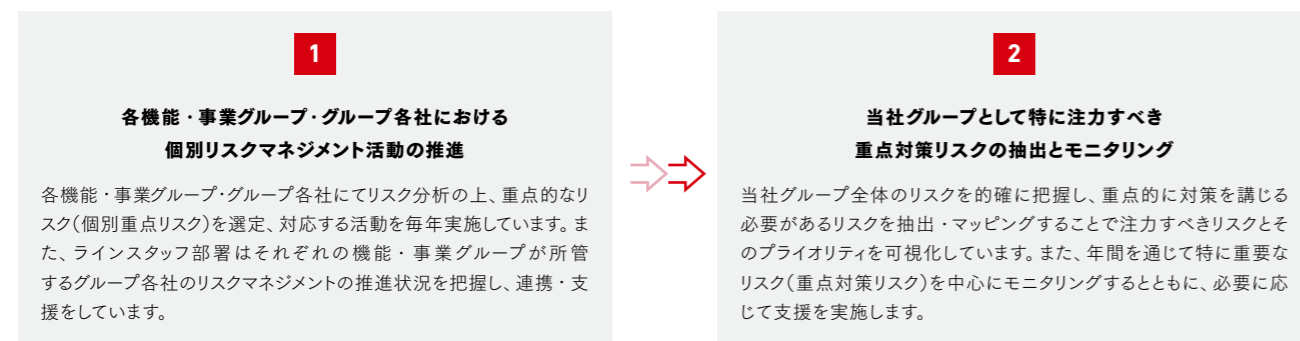 1
各機能・事業グループ・グループ各社における
個別リスクマネジメント活動の推進
各機能・事業グループ・グループ各社にてリスク分析の上、重点的なリ
スク(個別重点リスク)を選定、対応する活動を毎年実施しています。ま
た、ラインスタッフ部署はそれぞれの機能・事業グループが所管
するグループ各社のリスクマネジメントの推進状況を把握し、連携・支
援をしています。
2
当社グループとして特に注力すべき
重点対策リスクの抽出とモニタリング
当社グループ全体のリスクを的確に把握し、重点的に対策を講じる
必要があるリスクを抽出・マッピングすることで注力すべきリスクとそ
のプライオリティを可視化しています。また、年間を通じて特に重要な
リスク(重点対策リスク)を中心にモニタリングするとともに、必要に応
じて支援を実施します。